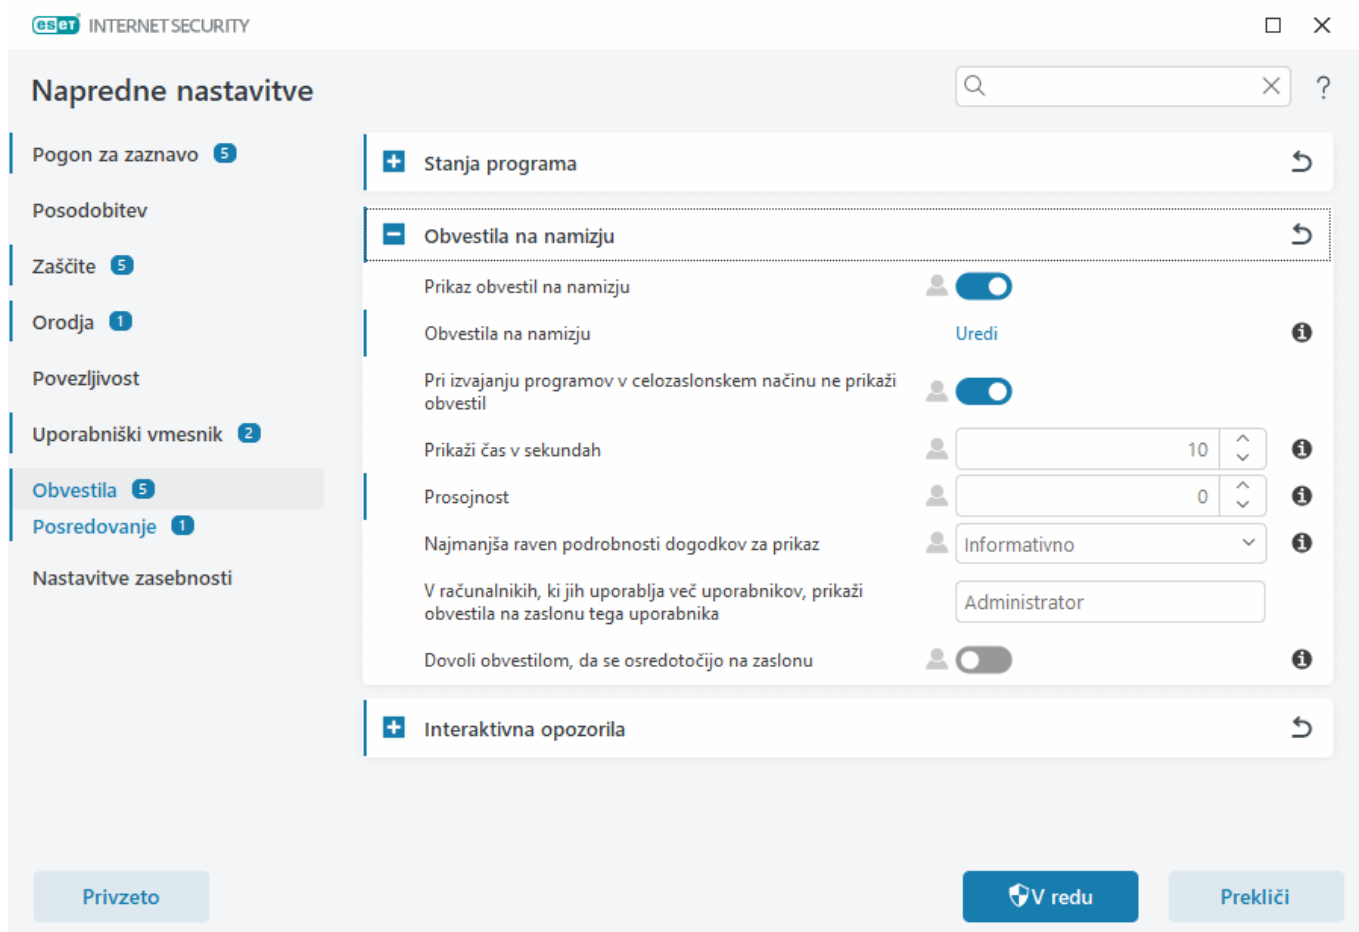 eset INTERNET SECURITY
Napredne nastavitve
?
Pogon za zaznavo 5
Posodobitev
Zaščite 5
Orodja 1
Povezljivost
Uporabniški vmesnik 2
Obvestila 5
Posredovanje 1
Nastavitve zasebnosti
Stanja programa
Obvestila na namizju
Prikaz obvestil na namizju
Obvestila na namizju
Uredi
Pri izvajanju programov v celozaslonskem načinu ne prikaži
obvestil
Prikaži čas v sekundah
10
Prosojnost
0
Najmanjša raven podrobnosti dogodkov za prikaz
Informativno
V računalnikih, ki jih uporablja več uporabnikov, prikaži
obvestila na zaslonu tega uporabnika
Administrator
Dovoli obvestilom, da se osredotočijo na zaslonu
Interaktivna opozorila
Privzeto
V redu
Prekliči